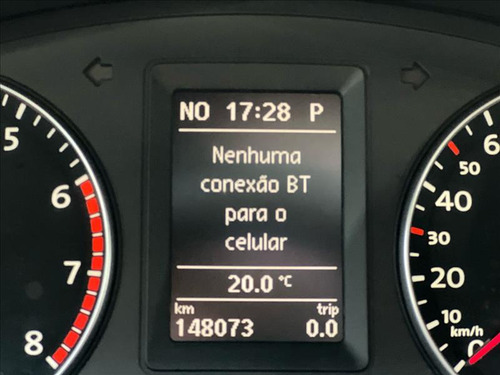 NO 17:28 P
Nenhuma
conexão BT
para o
celular
20.0 °C
km trip
148073 0.0
5
6
7
8
50
40
30
20
10
km/h
0